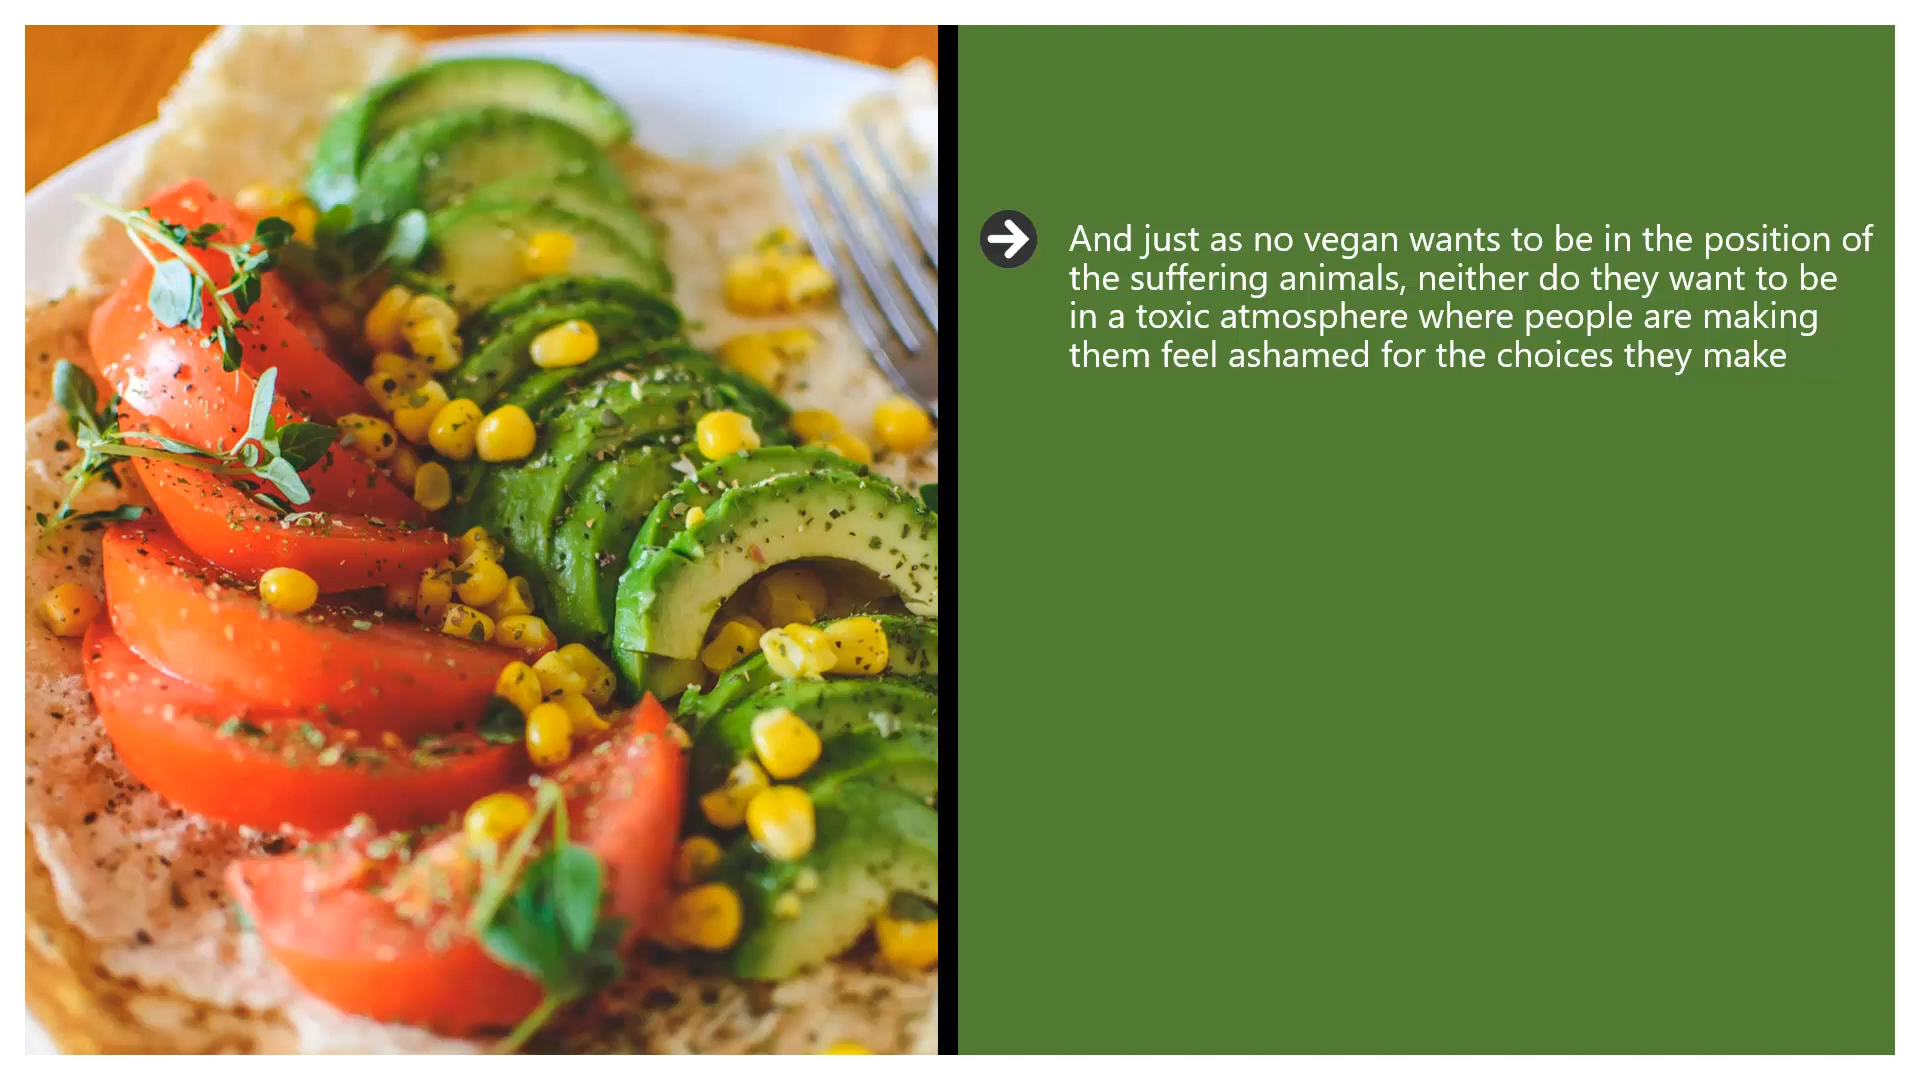 And just as no vegan wants to be in the position of
the suffering animals, neither do they want to be
in a toxic atmosphere where people are making
them feel ashamed for the choices they make